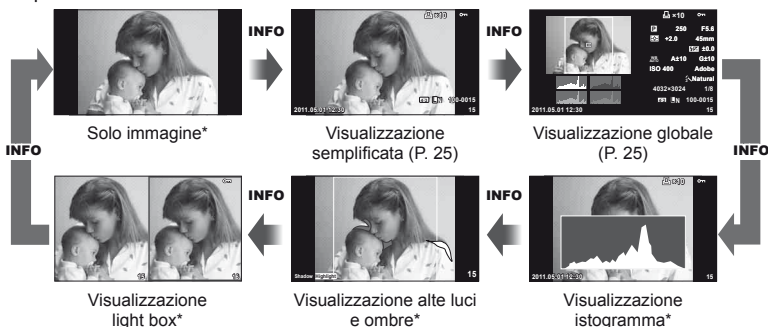 INFO
INFO
×10
×10
P 250 F5.6
+2.0 45mm
±0.0
A±10 G±10
ISO 400 Adobe
Natural
4032×3024 1/8
N 100-0015
2011.05.01 12:30 15
N 100-0015
2011.05.01 12:30 15
Solo immagine*
Visualizzazione
semplificata (P. 25)
Visualizzazione globale
(P. 25)
INFO
INFO
INFO
INFO
×10
15
16
Shadow Highlight
15
2011.05.01 12:30 15
Visualizzazione
light box*
Visualizzazione alte luci
e ombre*
Visualizzazione
istogramma*